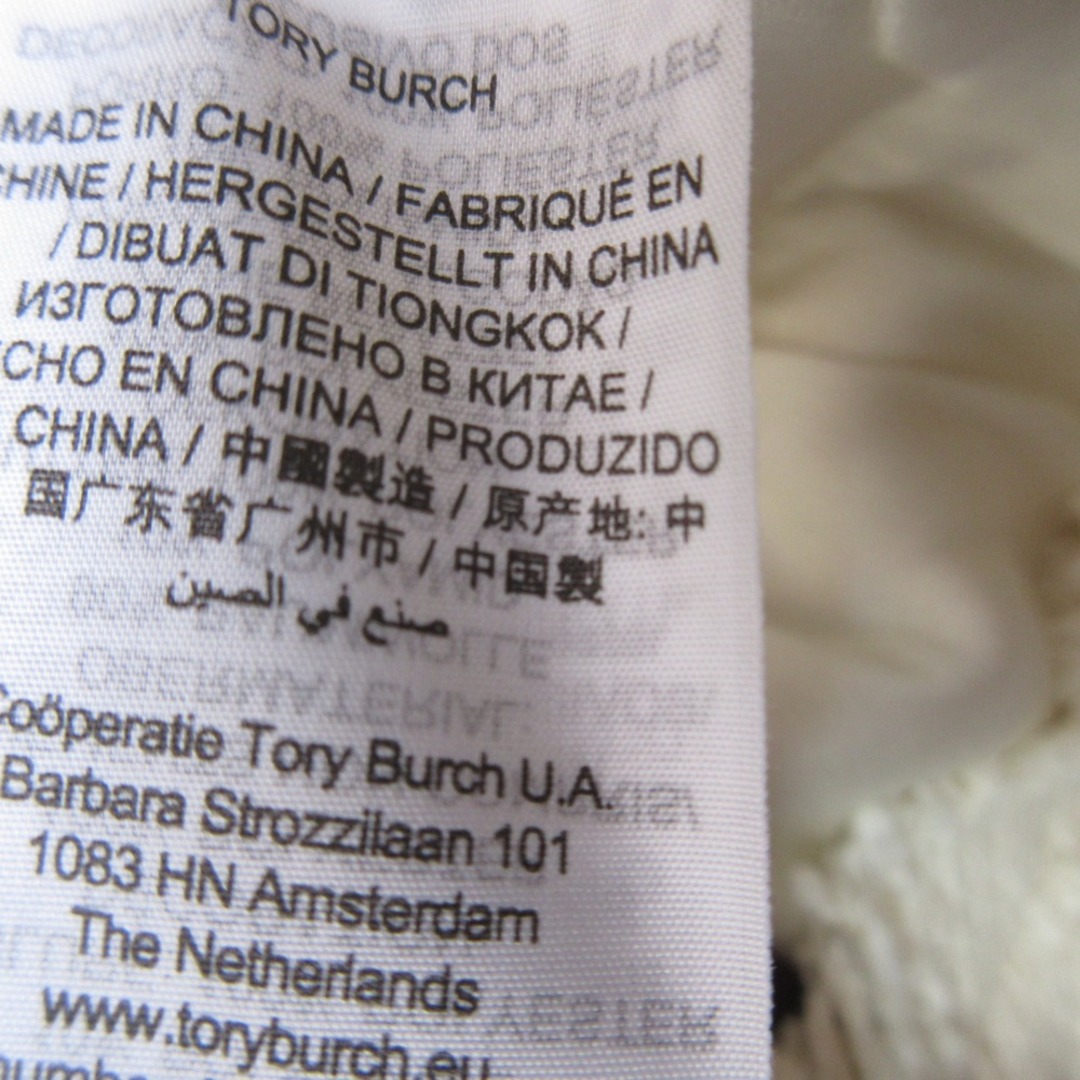 TORY BURCH
MADE IN CHINA / FABRIQUÉ EN
CHINE / HERGESTELLT IN CHINA
/ DIBUAT DI TIONGKOK /
ИЗГОТОВЛЕНО В КИТАЕ /
ECHO EN CHINA / PRODUZIDO
CHINA / 中國製造 / 原产地: 中
国广东省广州市 / 中国製
صنع في الصين
Coöperatie Tory Burch U.A.
Barbara Strozzilaan 101
1083 HN Amsterdam
The Netherlands
www.toryburch.eu